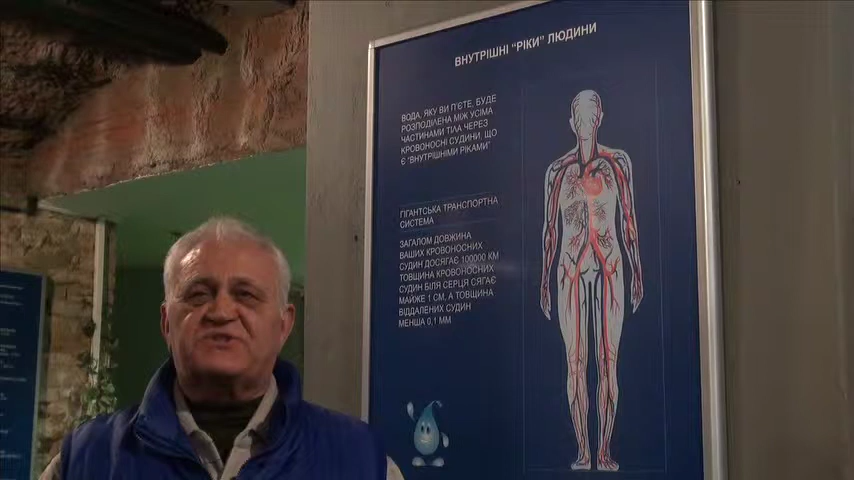 ВНУТРІШНІ "РІКИ" ЛЮДИНИ
ВОДА, ЯКУ ВИ П'ЄТЕ, БУДЕ
РОЗПОДІЛЕНА МІЖ УСІМА
ЧАСТИНАМИ ТІЛА ЧЕРЕЗ
КРОВОНОСНІ СУДИНИ, ЩО
Є "ВНУТРІШНІМИ РІКАМИ"
ГІГАНТСЬКА ТРАНСПОРТНА
СИСТЕМА
ЗАГАЛОМ ДОВЖИНА
ВАШИХ КРОВОНОСНИХ
СУДИН ДОСЯГАЄ 100000 КМ
ТОВЩИНА КРОВОНОСНИХ
СУДИН БІЛЯ СЕРЦЯ СЯГАЄ
МАЙЖЕ 1 СМ, А ТОВЩИНА
ВІДДАЛЕНИХ СУДИН
МЕНША 0,1 ММ